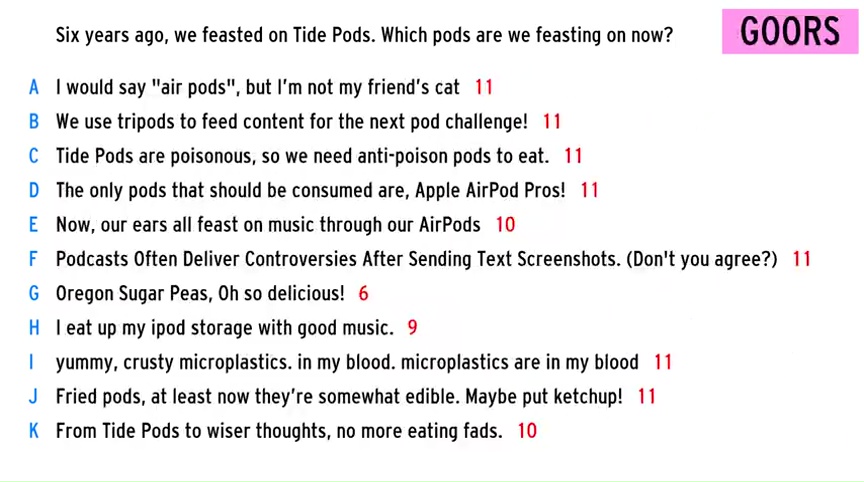 Six years ago, we feasted on Tide Pods. Which pods are we feasting on now?
GOORS
A I would say "air pods", but I'm not my friend's cat 11
B We use tripods to feed content for the next pod challenge! 11
C Tide Pods are poisonous, so we need anti-poison pods to eat. 11
D The only pods that should be consumed are, Apple AirPod Pros! 11
E Now, our ears all feast on music through our AirPods 10
F Podcasts Often Deliver Controversies After Sending Text Screenshots. (Don't you agree?) 11
G Oregon Sugar Peas, Oh so delicious! 6
H I eat up my ipod storage with good music. 9
I yummy, crusty microplastics. in my blood. microplastics are in my blood 11
J Fried pods, at least now they're somewhat edible. Maybe put ketchup! 11
K From Tide Pods to wiser thoughts, no more eating fads. 10